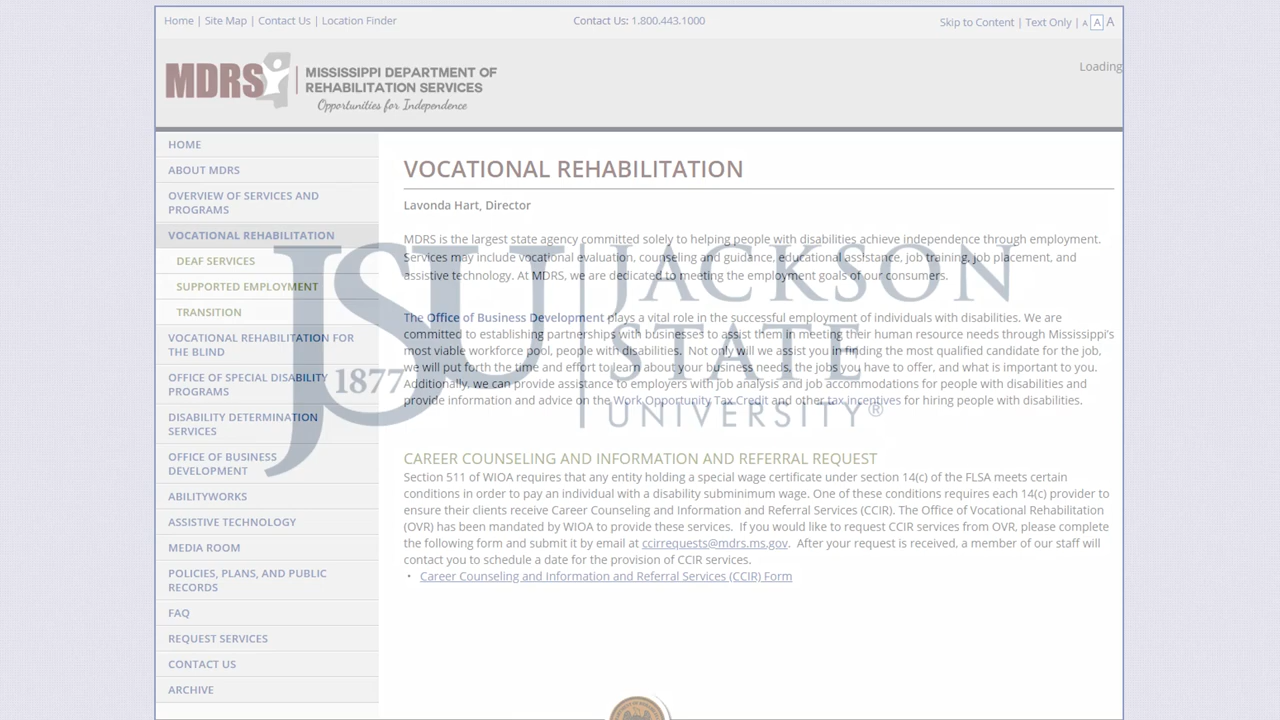 Home | Site Map | Contact Us | Location Finder
Contact Us: 1.800.443.1000
Skip to Content | Text Only | A A A
Loading
MDRS
MISSISSIPPI DEPARTMENT OF
REHABILITATION SERVICES
Opportunities for Independence
HOME
ABOUT MDRS
OVERVIEW OF SERVICES AND
PROGRAMS
VOCATIONAL REHABILITATION
DEAF SERVICES
SUPPORTED EMPLOYMENT
TRANSITION
VOCATIONAL REHABILITATION FOR
THE BLIND
OFFICE OF SPECIAL DISABILITY
PROGRAMS
DISABILITY DETERMINATION
SERVICES
OFFICE OF BUSINESS
DEVELOPMENT
ABILITYWORKS
ASSISTIVE TECHNOLOGY
MEDIA ROOM
POLICIES, PLANS, AND PUBLIC
RECORDS
FAQ
REQUEST SERVICES
CONTACT US
ARCHIVE
VOCATIONAL REHABILITATION
Lavonda Hart, Director
MDRS is the largest state agency committed solely to helping people with disabilities achieve independence through employment.
Services may include vocational evaluation, counseling and guidance, educational assistance, job training, job placement, and
assistive technology. At MDRS, we are dedicated to meeting the employment goals of our consumers.
The Office of Business Development plays a vital role in the successful employment of individuals with disabilities. We are
committed to establishing partnerships with businesses to assist them in meeting their human resource needs through Mississippi's
most viable workforce pool, people with disabilities. Not only will we assist you in finding the most qualified candidate for the job,
we will put forth the time and effort to learn about your business needs, the jobs you have to offer, and what is important to you.
Additionally, we can provide assistance to employers with job analysis and job accommodations for people with disabilities and
provide information and advice on the Work Opportunity Tax Credit and other tax incentives for hiring people with disabilities.
CAREER COUNSELING AND INFORMATION AND REFERRAL REQUEST
Section 511 of WIOA requires that any entity holding a special wage certificate under section 14(c) of the FLSA meets certain
conditions in order to pay an individual with a disability subminimum wage. One of these conditions requires each 14(c) provider to
ensure their clients receive Career Counseling and Information and Referral Services (CCIR). The Office of Vocational Rehabilitation
(OVR) has been mandated by WIOA to provide these services. If you would like to request CCIR services from OVR, please complete
the following form and submit it by email at ccirrequests@mdrs.ms.gov. After your request is received, a member of our staff will
contact you to schedule a date for the provision of CCIR services.
• Career Counseling and Information and Referral Services (CCIR) Form
JSU
1877
JACKSON
STATE
UNIVERSITY®